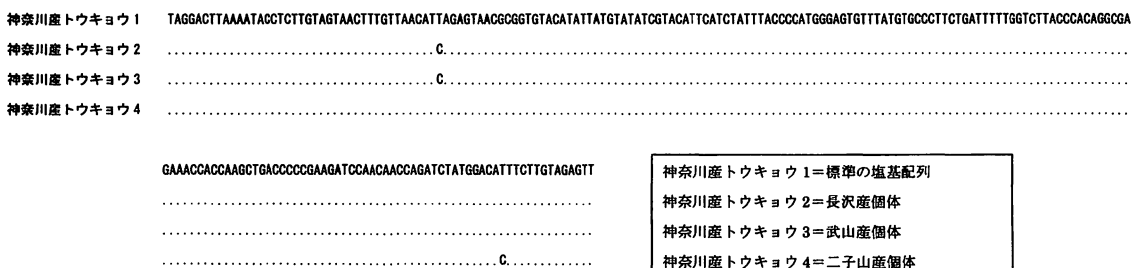 神奈川産トウキョウ 1 TAGGACTTAAAATACCTCTTGTAGTAACTTTGTTAACATTAGAGTAACGCGGTGTACATATTATGTATATCGTACATTCATCTATTTACCCCATGGGAGTGTTTATGTGCCCTTCTGATTTTTGGTCTTACCCACAGGCGA
神奈川産トウキョウ 2 .......................................C....................................................................................................
神奈川産トウキョウ 3 .......................................C....................................................................................................
神奈川産トウキョウ 4 ............................................................................................................................................
GAAACCACCAAGCTGACCCCCGAAGATCCAACAACCAGATCTATGGACATTTCTTGTAGAGTT
...............................................................
...............................................................
.................................................C.............
神奈川産トウキョウ 1=標準の塩基配列
神奈川産トウキョウ 2=長沢産個体
神奈川産トウキョウ 3=武山産個体
神奈川産トウキョウ 4=二子山産個体